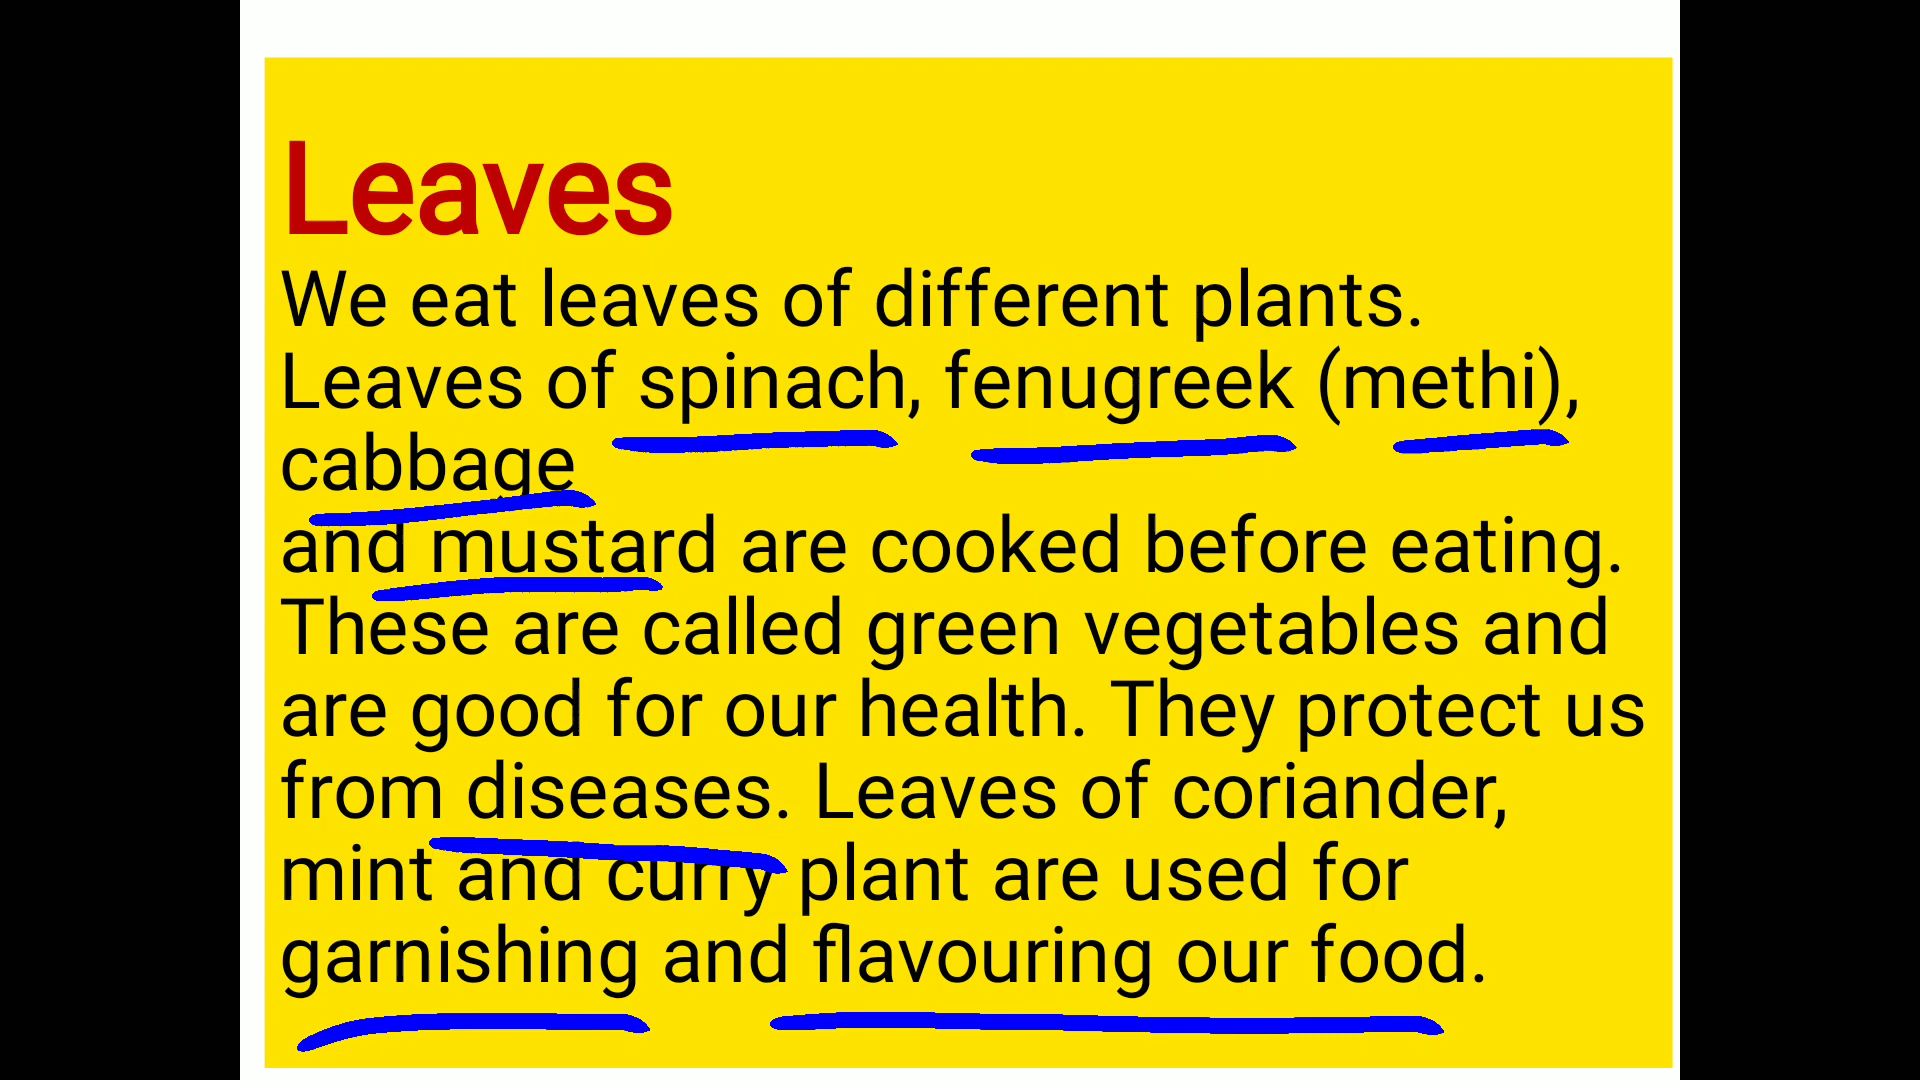 Leaves
We eat leaves of different plants.
Leaves of spinach, fenugreek (methi),
cabbage
and mustard are cooked before eating.
These are called green vegetables and
are good for our health. They protect us
from diseases. Leaves of coriander,
mint and curry plant are used for
garnishing and flavouring our food.